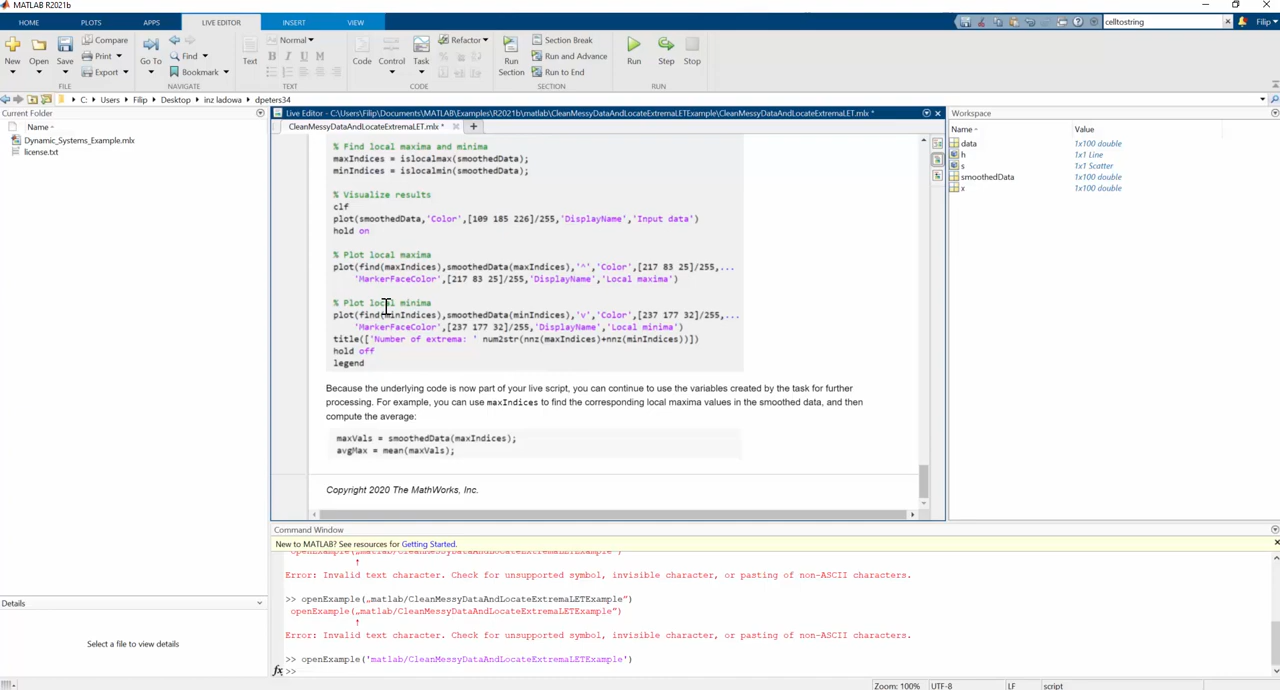 MATLAB R2021b
HOME
PLOTS
APPS
LIVE EDITOR
INSERT
VIEW
celltostring
Filip
New
Open
Save
Compare
Print
Export
FILE
Go To
Find
Bookmark
NAVIGATE
Text
Normal
B I U M
TEXT
Code
Control
Task
Refactor
CODE
Run
Section
Section Break
Run and Advance
Run to End
SECTION
Run
Step
Stop
RUN
C: Users Filip Desktop inz ladowa dpeters34
Current Folder
Name
Dynamic_Systems_Example.mlx
license.txt
Details
Select a file to view details
Live Editor - C:\Users\Filip\Documents\MATLAB\Examples\R2021b\matlab\CleanMessyDataAndLocateExtremaLETExample\CleanMessyDataAndLocateExtremaLET.mlx *
CleanMessyDataAndLocateExtremaLET.mlx *
% Find local maxima and minima
maxIndices = islocalmax(smoothedData);
minIndices = islocalmin(smoothedData);
% Visualize results
clf
plot(smoothedData,'Color',[109 185 226]/255,'DisplayName','Input data')
hold on
% Plot local maxima
plot(find(maxIndices),smoothedData(maxIndices),'^','Color',[217 83 25]/255,...
'MarkerFaceColor',[217 83 25]/255,'DisplayName','Local maxima')
% Plot local minima
plot(find(minIndices),smoothedData(minIndices),'v','Color',[237 177 32]/255,...
'MarkerFaceColor',[237 177 32]/255,'DisplayName','Local minima')
title(['Number of extrema: ' num2str(nnz(maxIndices)+nnz(minIndices))])
hold off
legend
Because the underlying code is now part of your live script, you can continue to use the variables created by the task for further
processing. For example, you can use maxIndices to find the corresponding local maxima values in the smoothed data, and then
compute the average:
maxVals = smoothedData(maxIndices);
avgMax = mean(maxVals);
Copyright 2020 The MathWorks, Inc.
Command Window
New to MATLAB? See resources for Getting Started.
openExample(„matlab/CleanMessyDataAndLocateExtremaLETExample”)
↑
Error: Invalid text character. Check for unsupported symbol, invisible character, or pasting of non-ASCII characters.
>> openExample(„matlab/CleanMessyDataAndLocateExtremaLETExample”)
openExample(„matlab/CleanMessyDataAndLocateExtremaLETExample”)
↑
Error: Invalid text character. Check for unsupported symbol, invisible character, or pasting of non-ASCII characters.
>> openExample('matlab/CleanMessyDataAndLocateExtremaLETExample')
fx >>
Workspace
Name Value
data 1x100 double
h 1x1 Line
s 1x1 Scatter
smoothedData 1x100 double
x 1x100 double
Zoom: 100% UTF-8 LF script